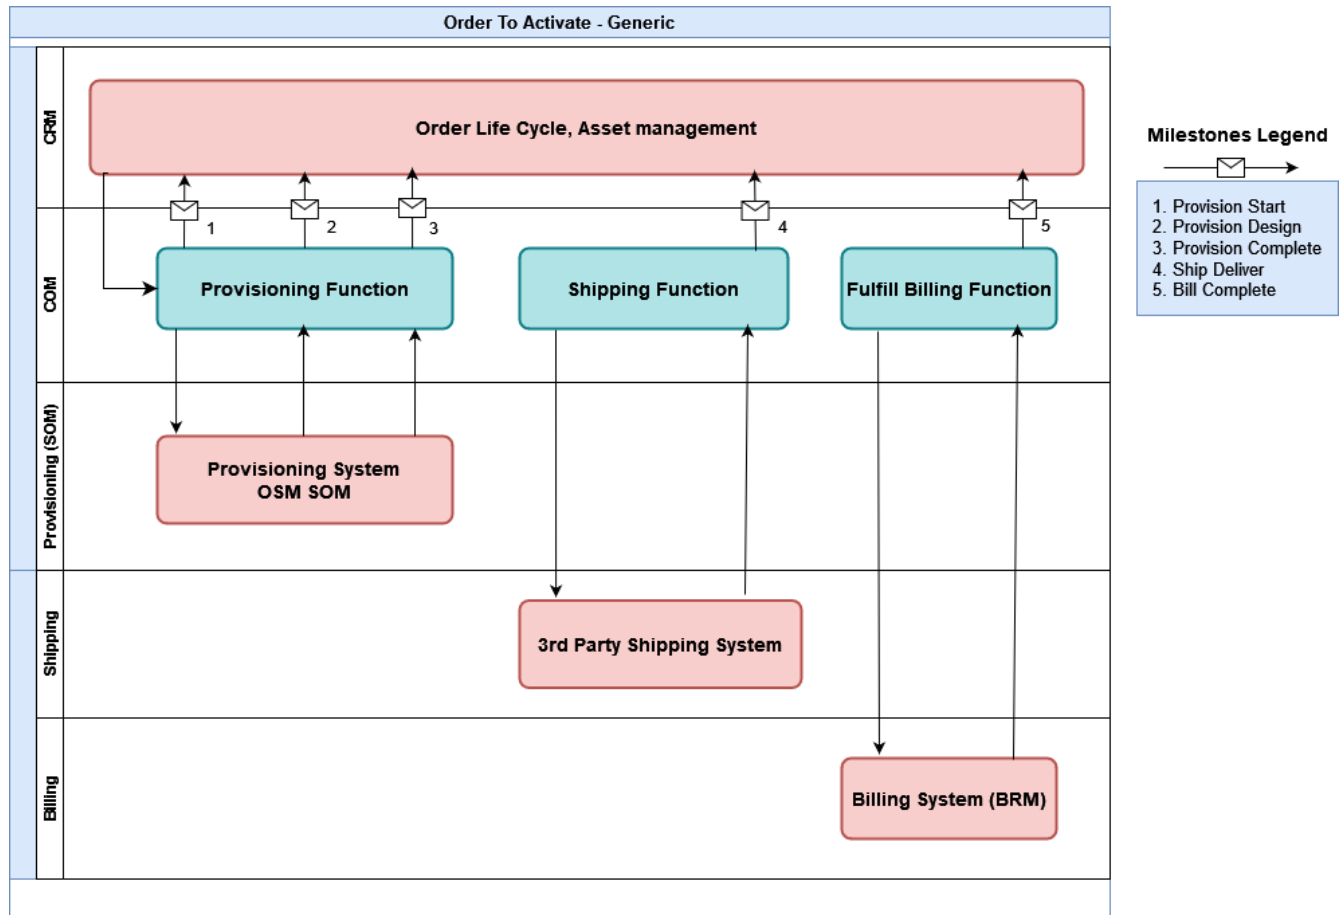 Order To Activate - Generic
CRM
Order Life Cycle, Asset management
Milestones Legend
1. Provision Start
2. Provision Design
3. Provision Complete
4. Ship Deliver
5. Bill Complete
1
2
3
4
5
COM
Provisioning Function
Shipping Function
Fulfill Billing Function
Provisioning (SOM)
Provisioning System
OSM SOM
Shipping
3rd Party Shipping System
Billing
Billing System (BRM)